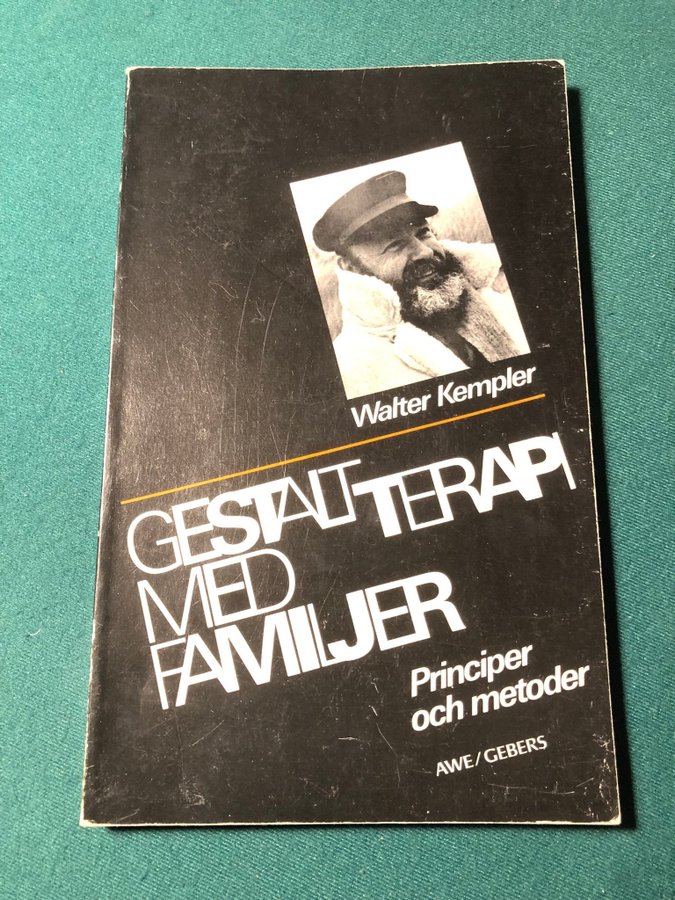 Walter Kempler
GESTALTTERAPI
MED
FAMILJER
Principer
och metoder
AWE/GEBERS